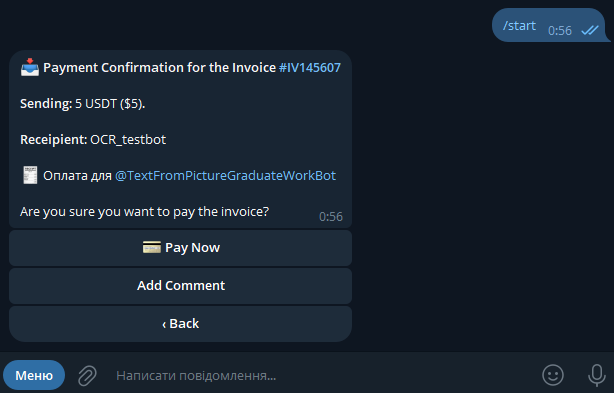 /start 0:56
Payment Confirmation for the Invoice #IV145607
Sending: 5 USDT ($5).
Receipient: OCR_testbot
Оплата для @TextFromPictureGraduateWorkBot
Are you sure you want to pay the invoice? 0:56
Pay Now
Add Comment
‹ Back
Меню Написати повідомлення...